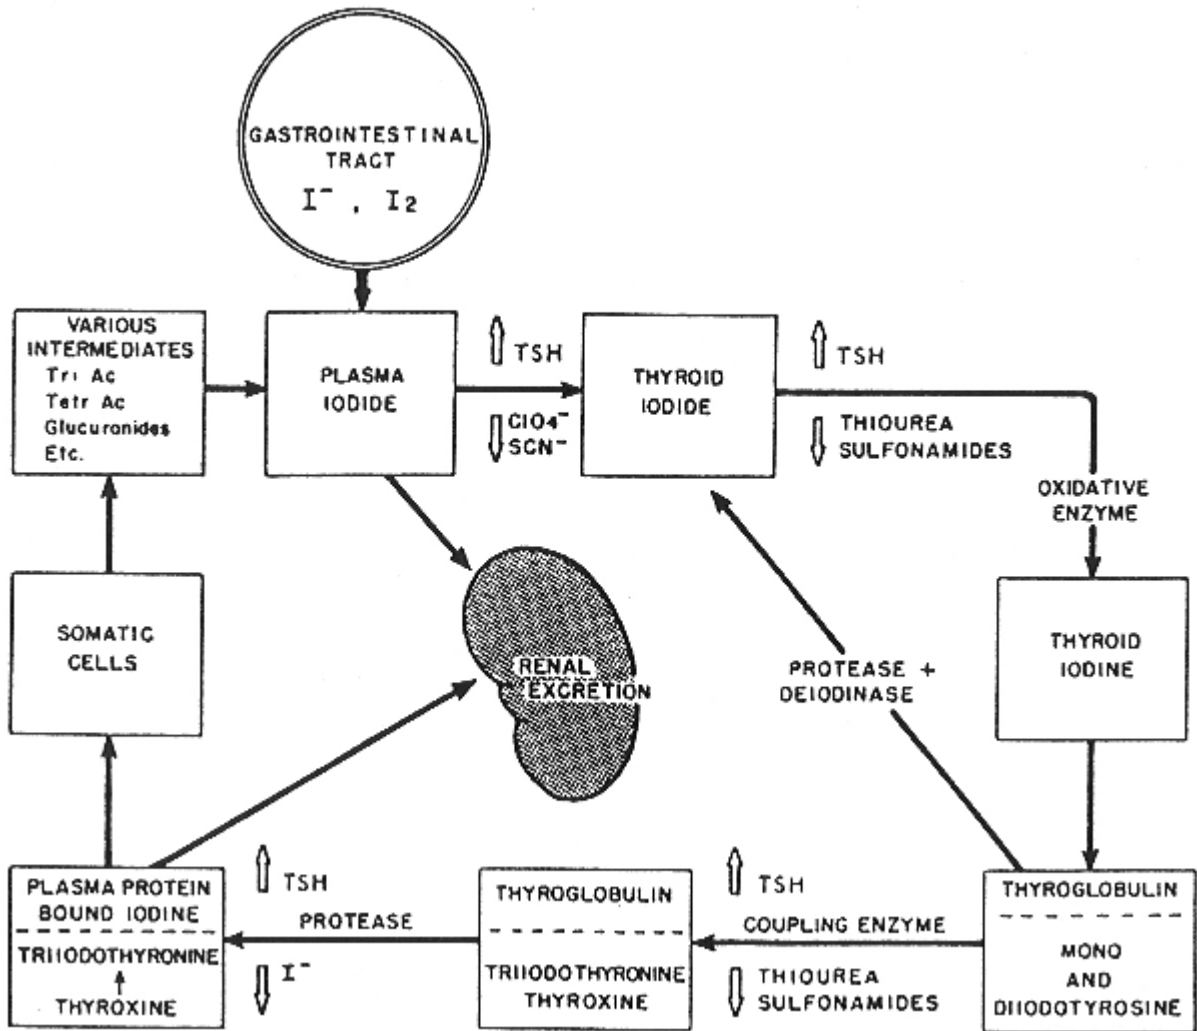 GASTROINTESTINAL
TRACT
I⁻ , I2
VARIOUS
INTERMEDIATES
Tri Ac
Tetr Ac
Glucuronides
Etc.
PLASMA
IODIDE
TSH
ClO4⁻
SCN⁻
THYROID
IODIDE
TSH
THIOUREA
SULFONAMIDES
OXIDATIVE
ENZYME
SOMATIC
CELLS
RENAL
EXCRETION
PROTEASE +
DEIODINASE
THYROID
IODINE
PLASMA PROTEIN
BOUND IODINE
TRIIODOTHYRONINE
THYROXINE
TSH
PROTEASE
I⁻
THYROGLOBULIN
TRIIODOTHYRONINE
THYROXINE
TSH
COUPLING ENZYME
THIOUREA
SULFONAMIDES
THYROGLOBULIN
MONO
AND
DIIODOTYROSINE